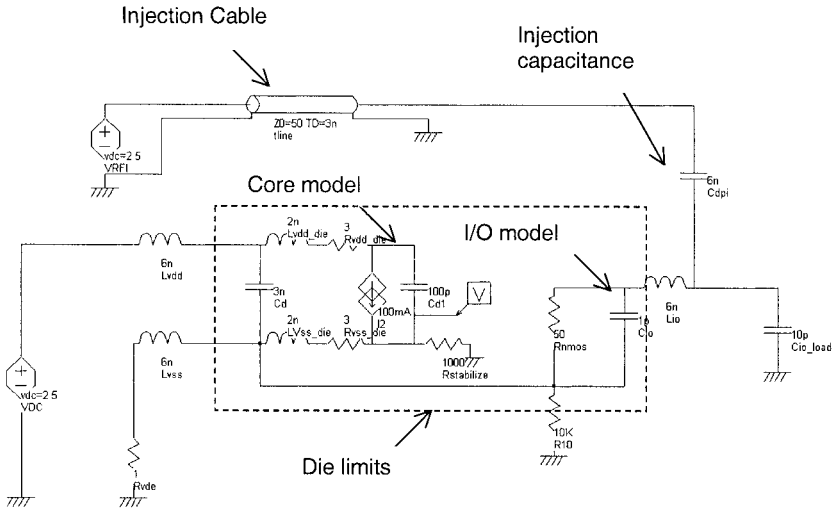 Injection Cable
Injection
capacitance
Z0=50 TD=3n
tline
vdc=2.5
VRFI
6n
Cdpi
Core model
I/O model
2n
Lvdd_die
3
Rvdd_die
6n
Lvdd
3n
Cd
100mA
J2
100p
Cd1
V
2n
LVss_die
3
Rvss_die
1000
Rstabilize
50
Rnmos
1p
Cio
6n
Lio
10p
Cio_load
6n
Lvss
vdc=2.5
VDC
10K
R10
1
Rvde
Die limits